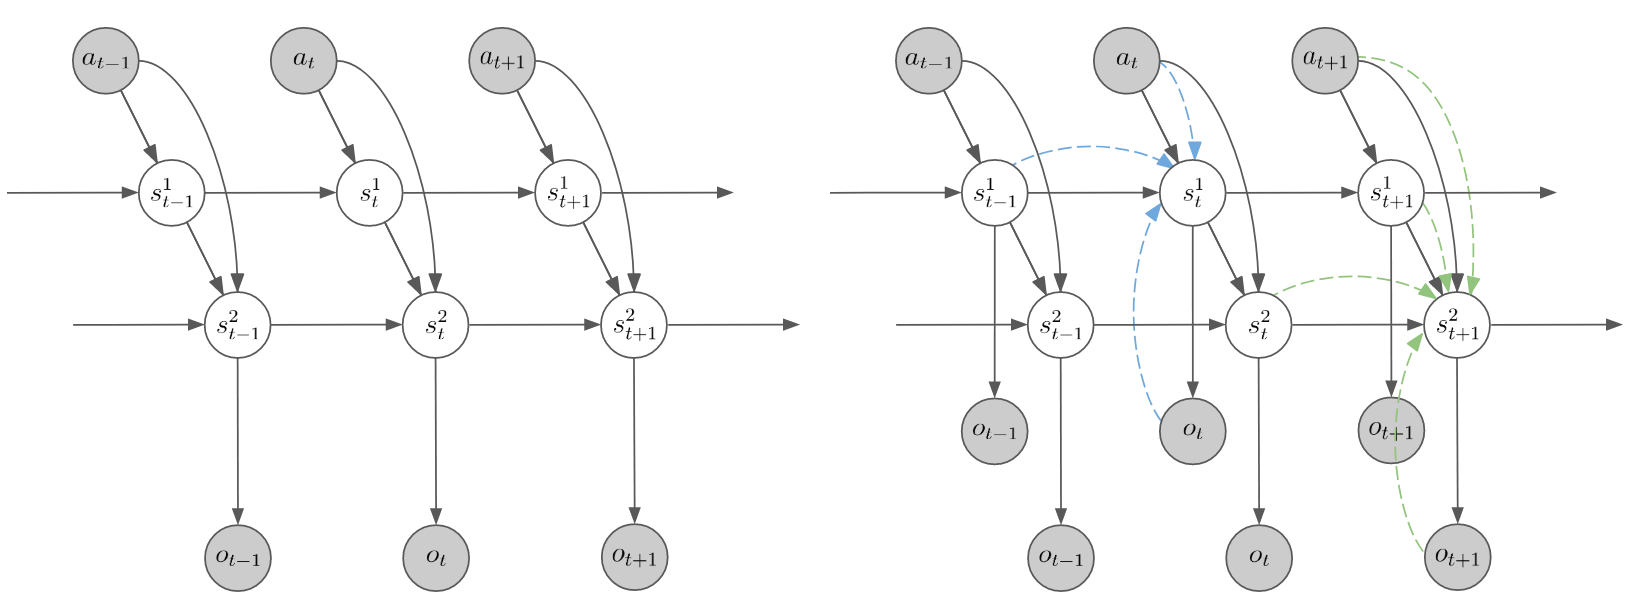 a_{t-1} a_t a_{t+1} a_{t-1} a_t a_{t+1}
s^1_{t-1} s^1_t s^1_{t+1} s^1_{t-1} s^1_t s^1_{t+1}
s^2_{t-1} s^2_t s^2_{t+1} s^2_{t-1} s^2_t s^2_{t+1}
o_{t-1} o_t o_{t+1}
o_{t-1} o_t o_{t+1} o_{t-1} o_t o_{t+1}